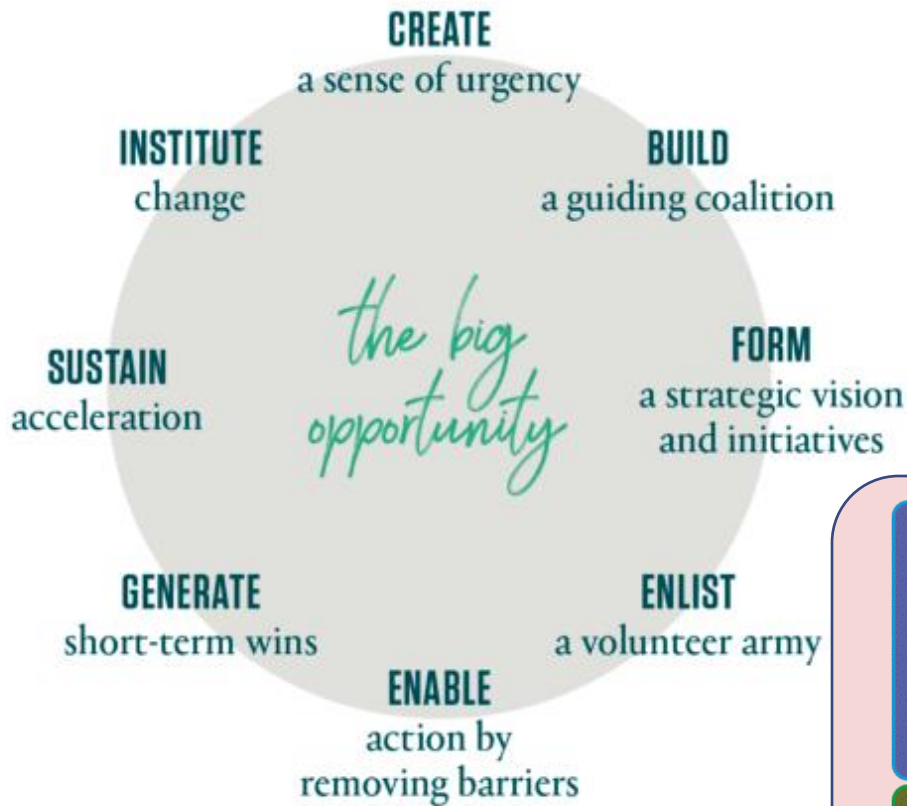 CREATE
a sense of urgency
BUILD
a guiding coalition
FORM
a strategic vision
and initiatives
ENLIST
a volunteer army
ENABLE
action by
removing barriers
GENERATE
short-term wins
SUSTAIN
acceleration
INSTITUTE
change
the big
opportunity